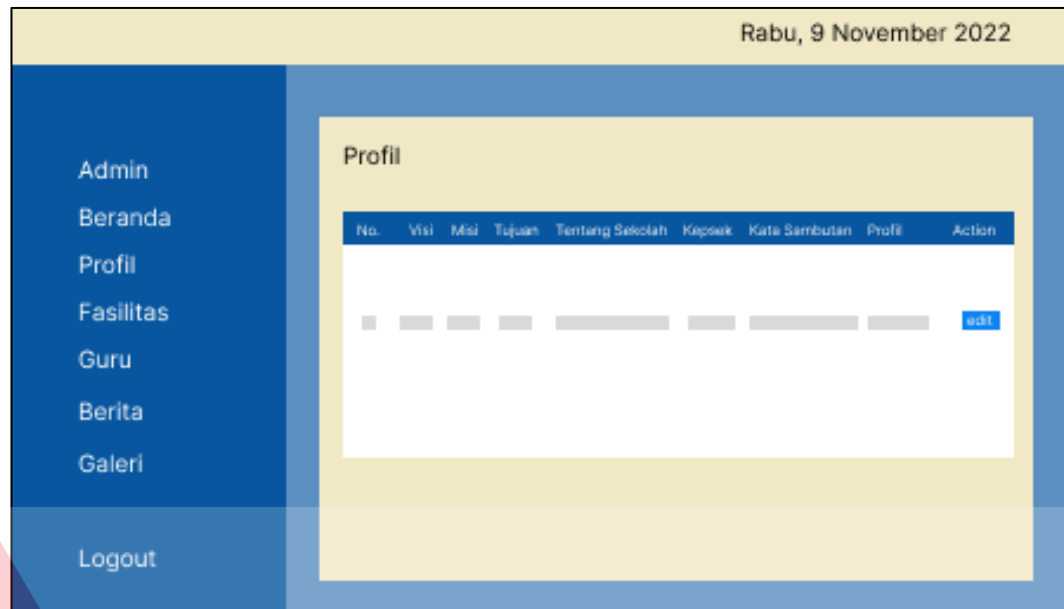 Rabu, 9 November 2022
Admin
Beranda
Profil
Fasilitas
Guru
Berita
Galeri
Logout
Profil
No. Visi Misi Tujuan Tentang Sekolah Kepsek Kata Sambutan Profil Action
edit